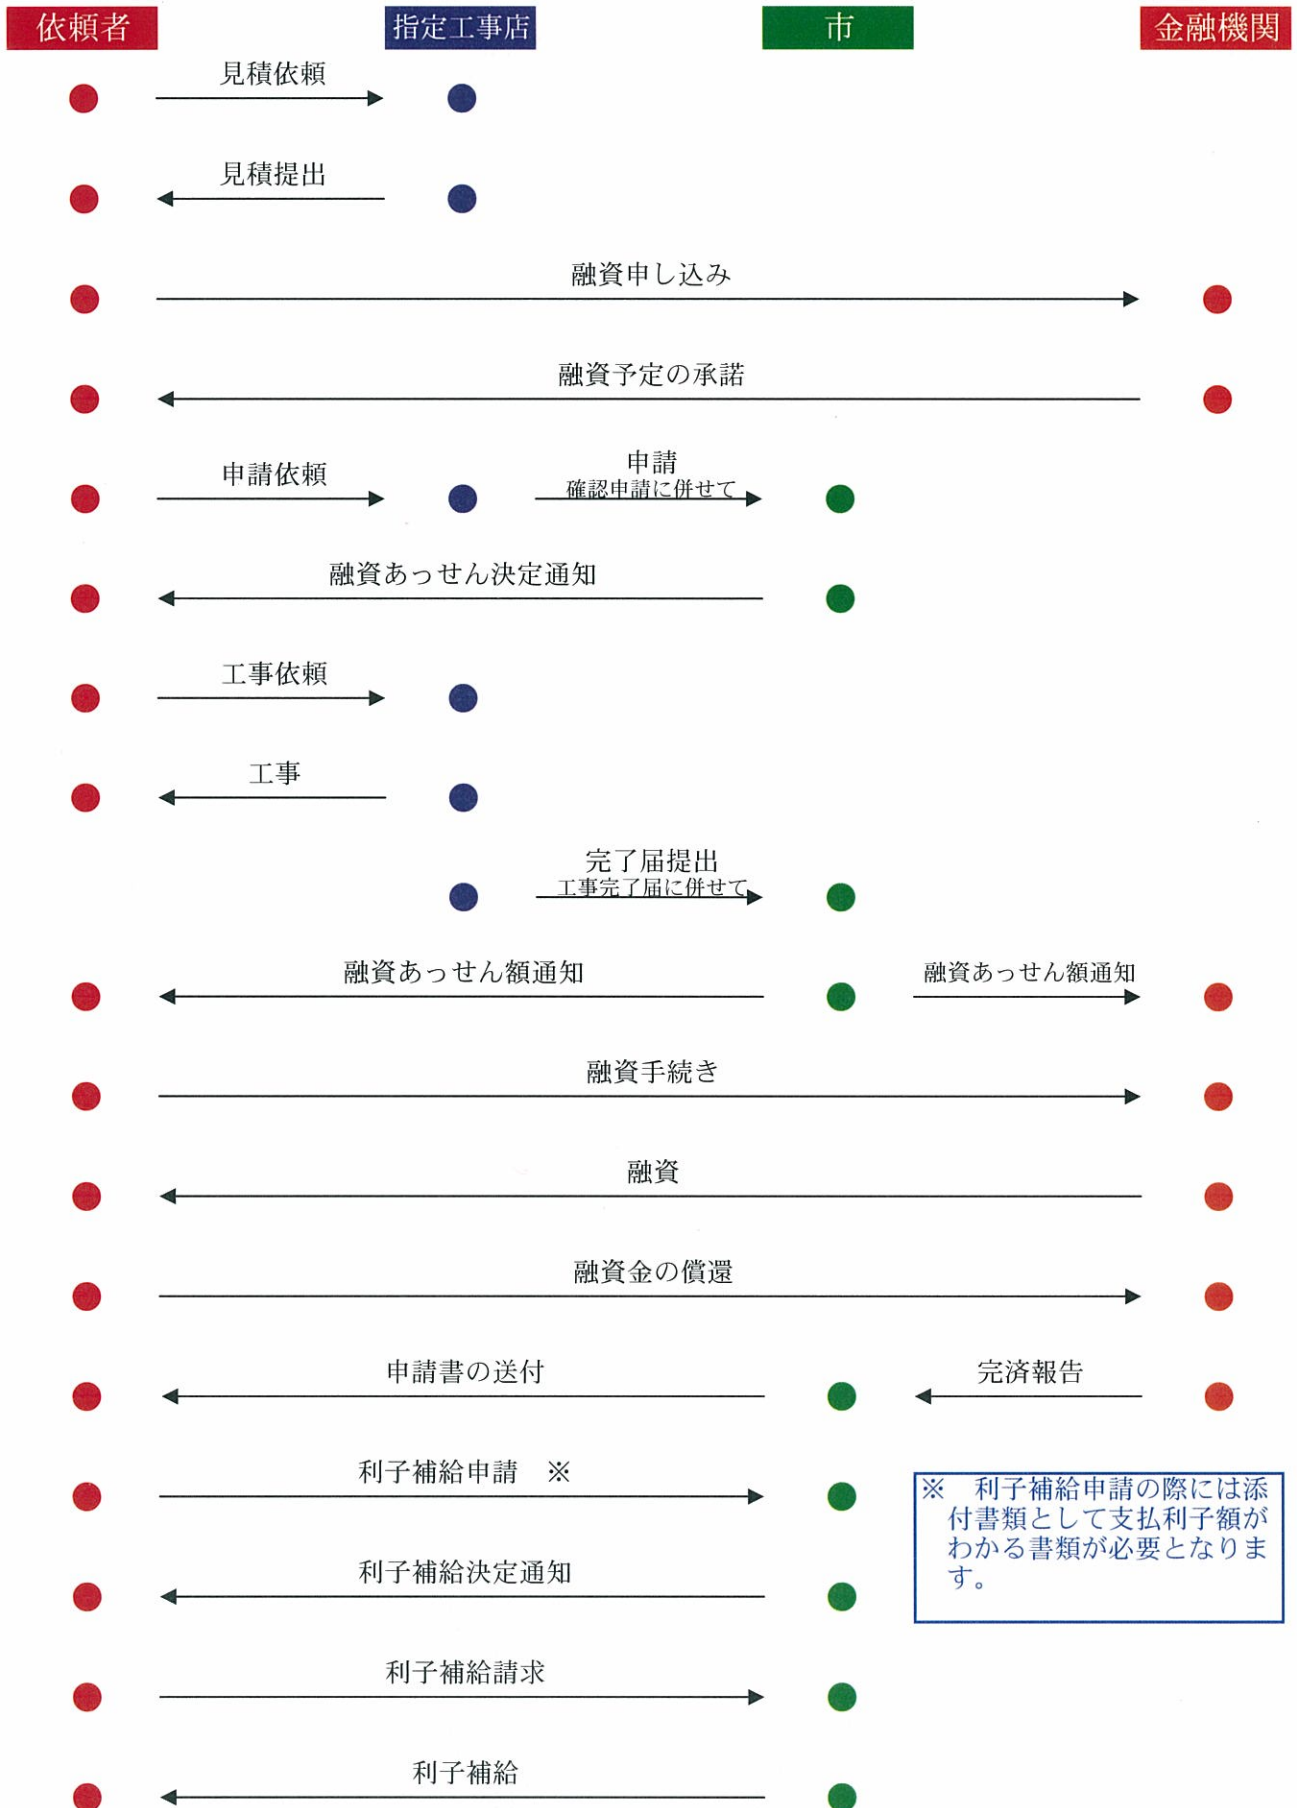 依頼者
指定工事店
市
金融機関
見積依頼
見積提出
融資申し込み
融資予定の承諾
申請依頼
申請
確認申請に併せて
融資あっせん決定通知
工事依頼
工事
完了届提出
工事完了届に併せて
融資あっせん額通知
融資あっせん額通知
融資手続き
融資
融資金の償還
申請書の送付
完済報告
利子補給申請　※
※　利子補給申請の際には添
付書類として支払利子額が
わかる書類が必要となりま
す。
利子補給決定通知
利子補給請求
利子補給